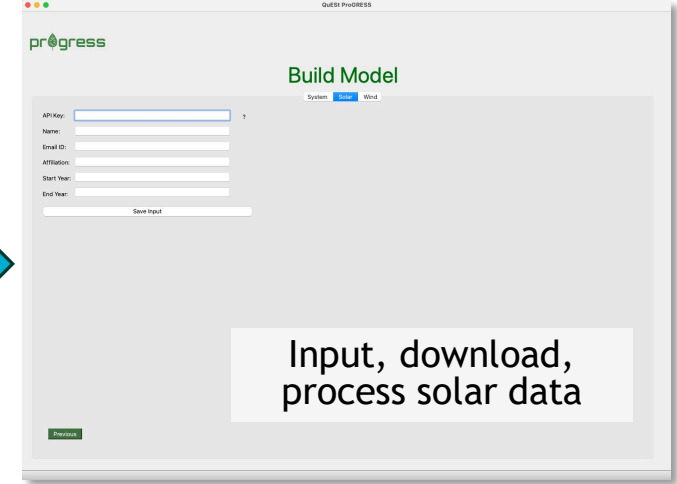 QuESt ProGRESS
progress
Build Model
System Solar Wind
API Key: ?
Name:
Email ID:
Affiliation:
Start Year:
End Year:
Save Input
Input, download,
process solar data
Previous